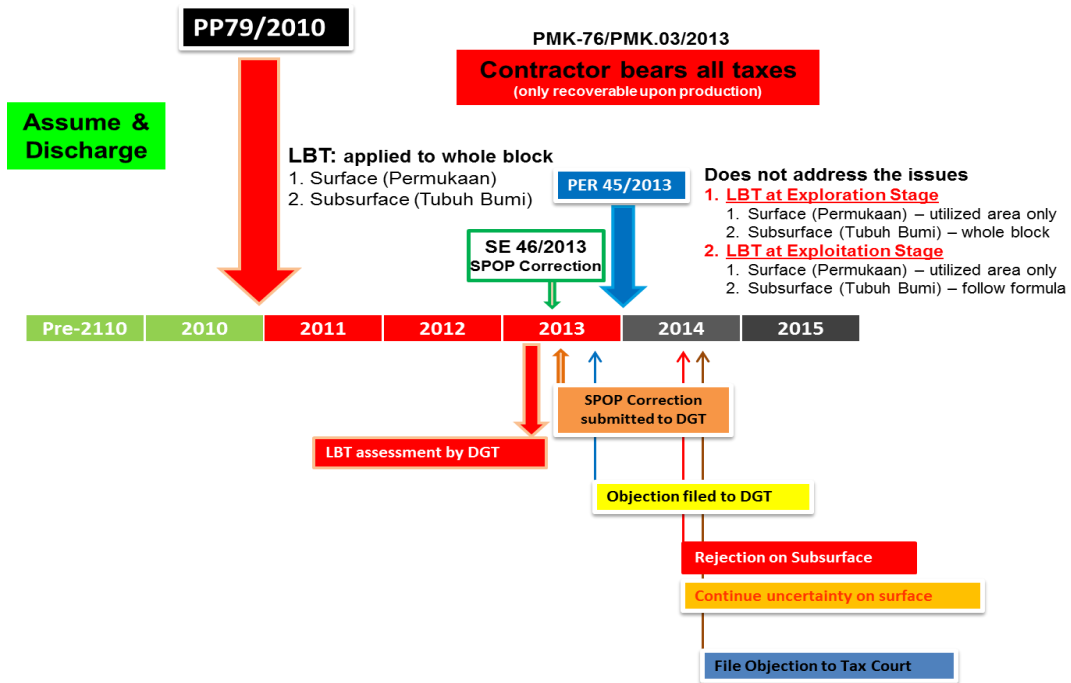 PP79/2010
PMK-76/PMK.03/2013
Contractor bears all taxes
(only recoverable upon production)
Assume &
Discharge
LBT: applied to whole block
1. Surface (Permukaan)
2. Subsurface (Tubuh Bumi)
PER 45/2013
Does not address the issues
1. LBT at Exploration Stage
1. Surface (Permukaan) – utilized area only
2. Subsurface (Tubuh Bumi) – whole block
2. LBT at Exploitation Stage
1. Surface (Permukaan) – utilized area only
2. Subsurface (Tubuh Bumi) – follow formula
SE 46/2013
SPOP Correction
Pre-2110 2010 2011 2012 2013 2014 2015
SPOP Correction
submitted to DGT
LBT assessment by DGT
Objection filed to DGT
Rejection on Subsurface
Continue uncertainty on surface
File Objection to Tax Court